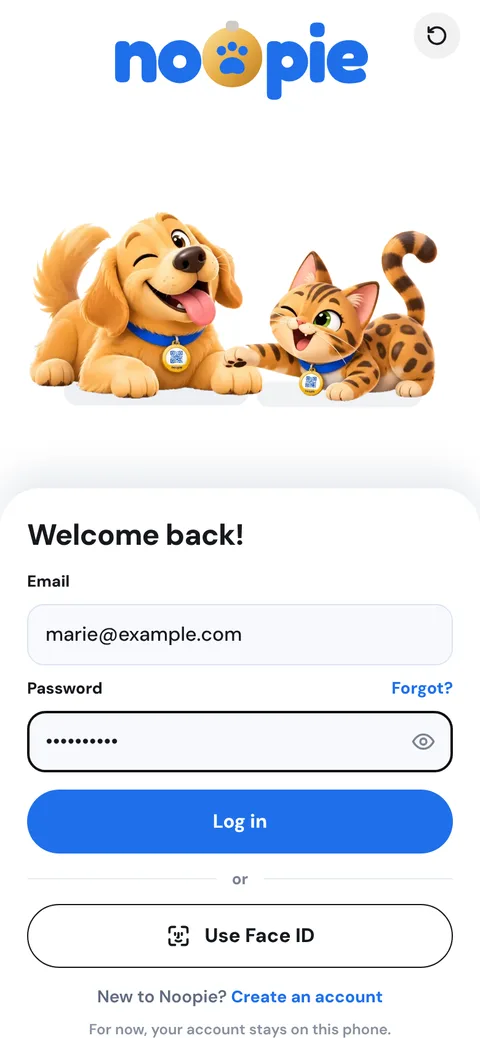 noopie
Welcome back!
Email
marie@example.com
Password Forgot?
••••••••••
Log in
or
Use Face ID
New to Noopie? Create an account
For now, your account stays on this phone.